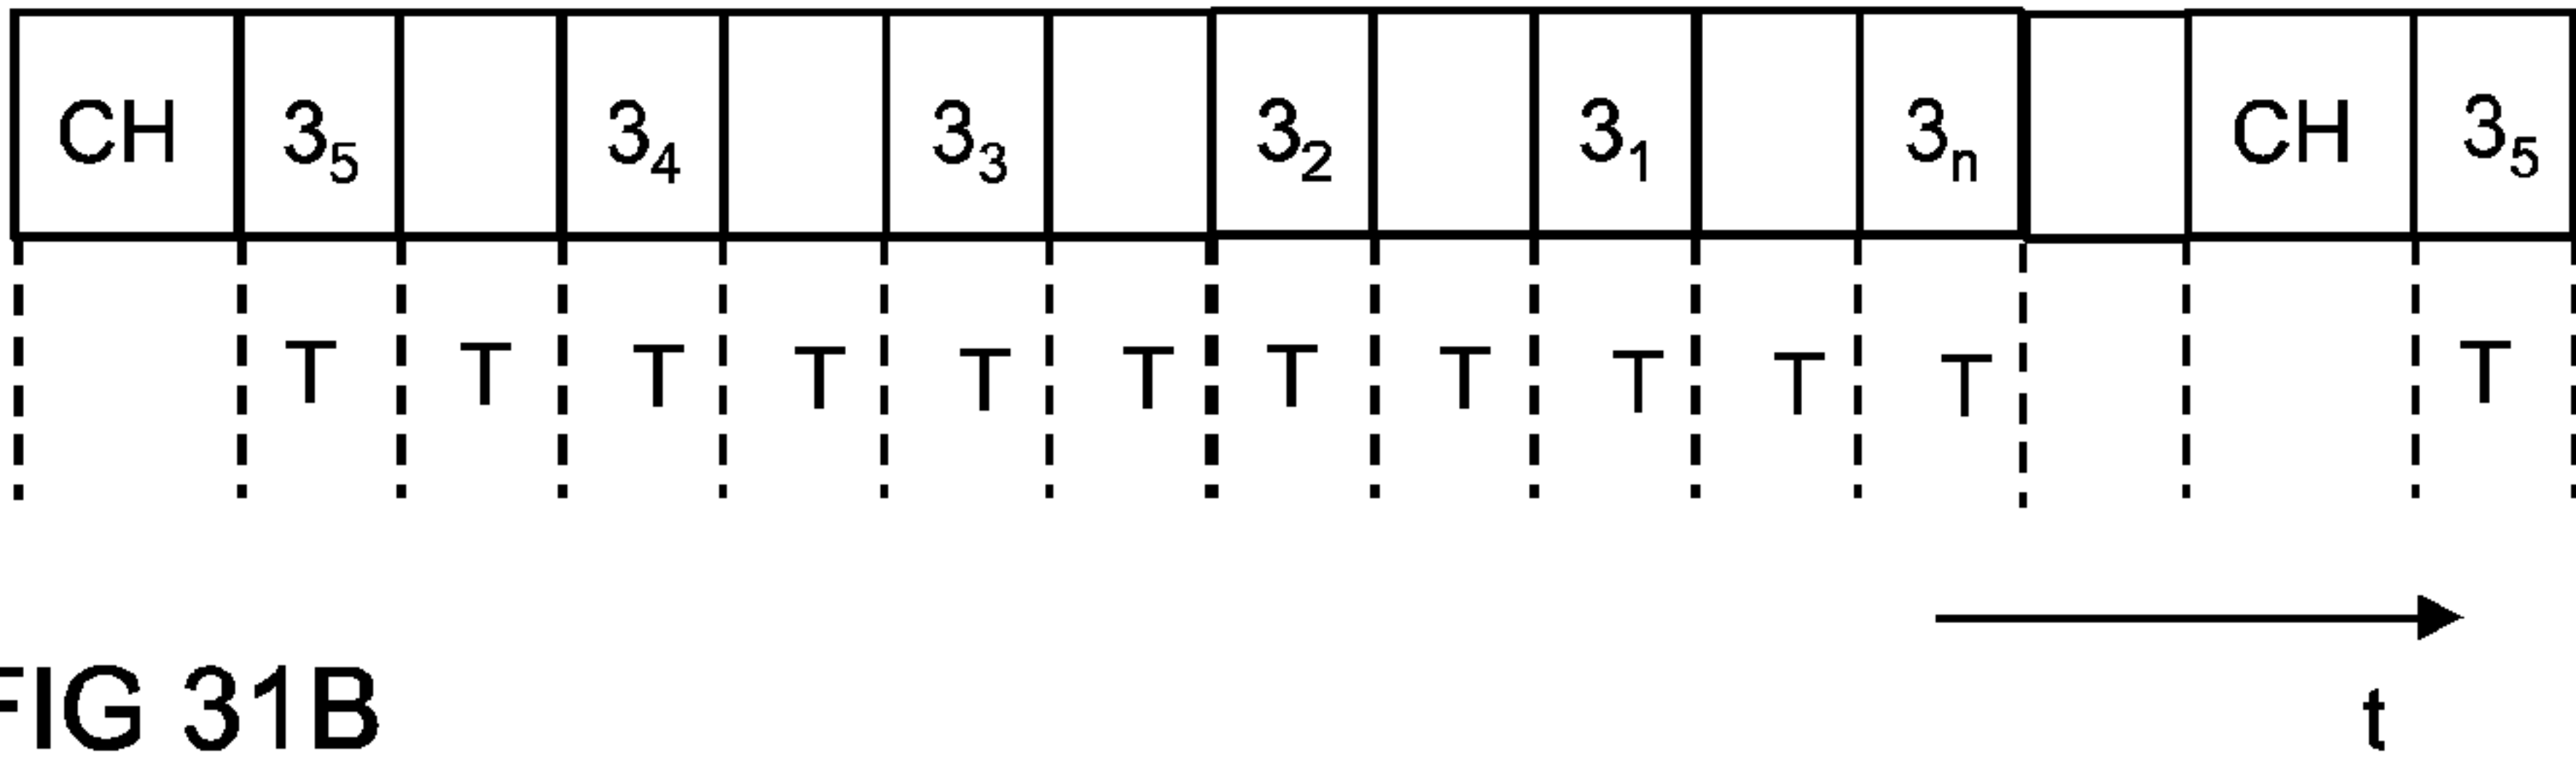 CH 3₅ 3₄ 3₃ 3₂ 3₁ 3ₙ CH 3₅
T T T T T T T T T T T T
FIG 31B t